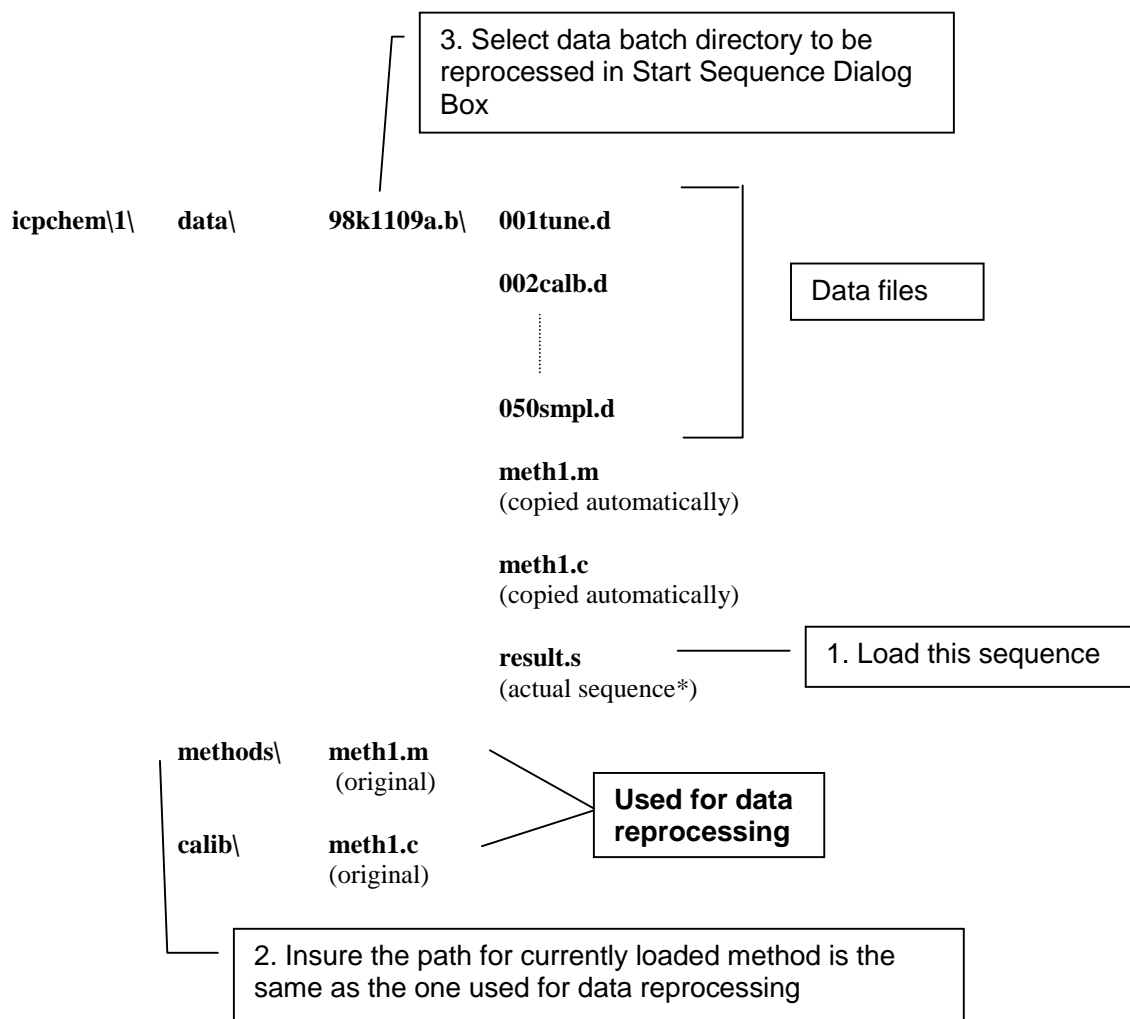 3. Select data batch directory to be
reprocessed in Start Sequence Dialog
Box
icpchem\1\ data\ 98k1109a.b\ 001tune.d
002calb.d
Data files
050smpl.d
meth1.m
(copied automatically)
meth1.c
(copied automatically)
result.s
(actual sequence*)
1. Load this sequence
methods\ meth1.m
(original)
Used for data
reprocessing
calib\ meth1.c
(original)
2. Insure the path for currently loaded method is the
same as the one used for data reprocessing